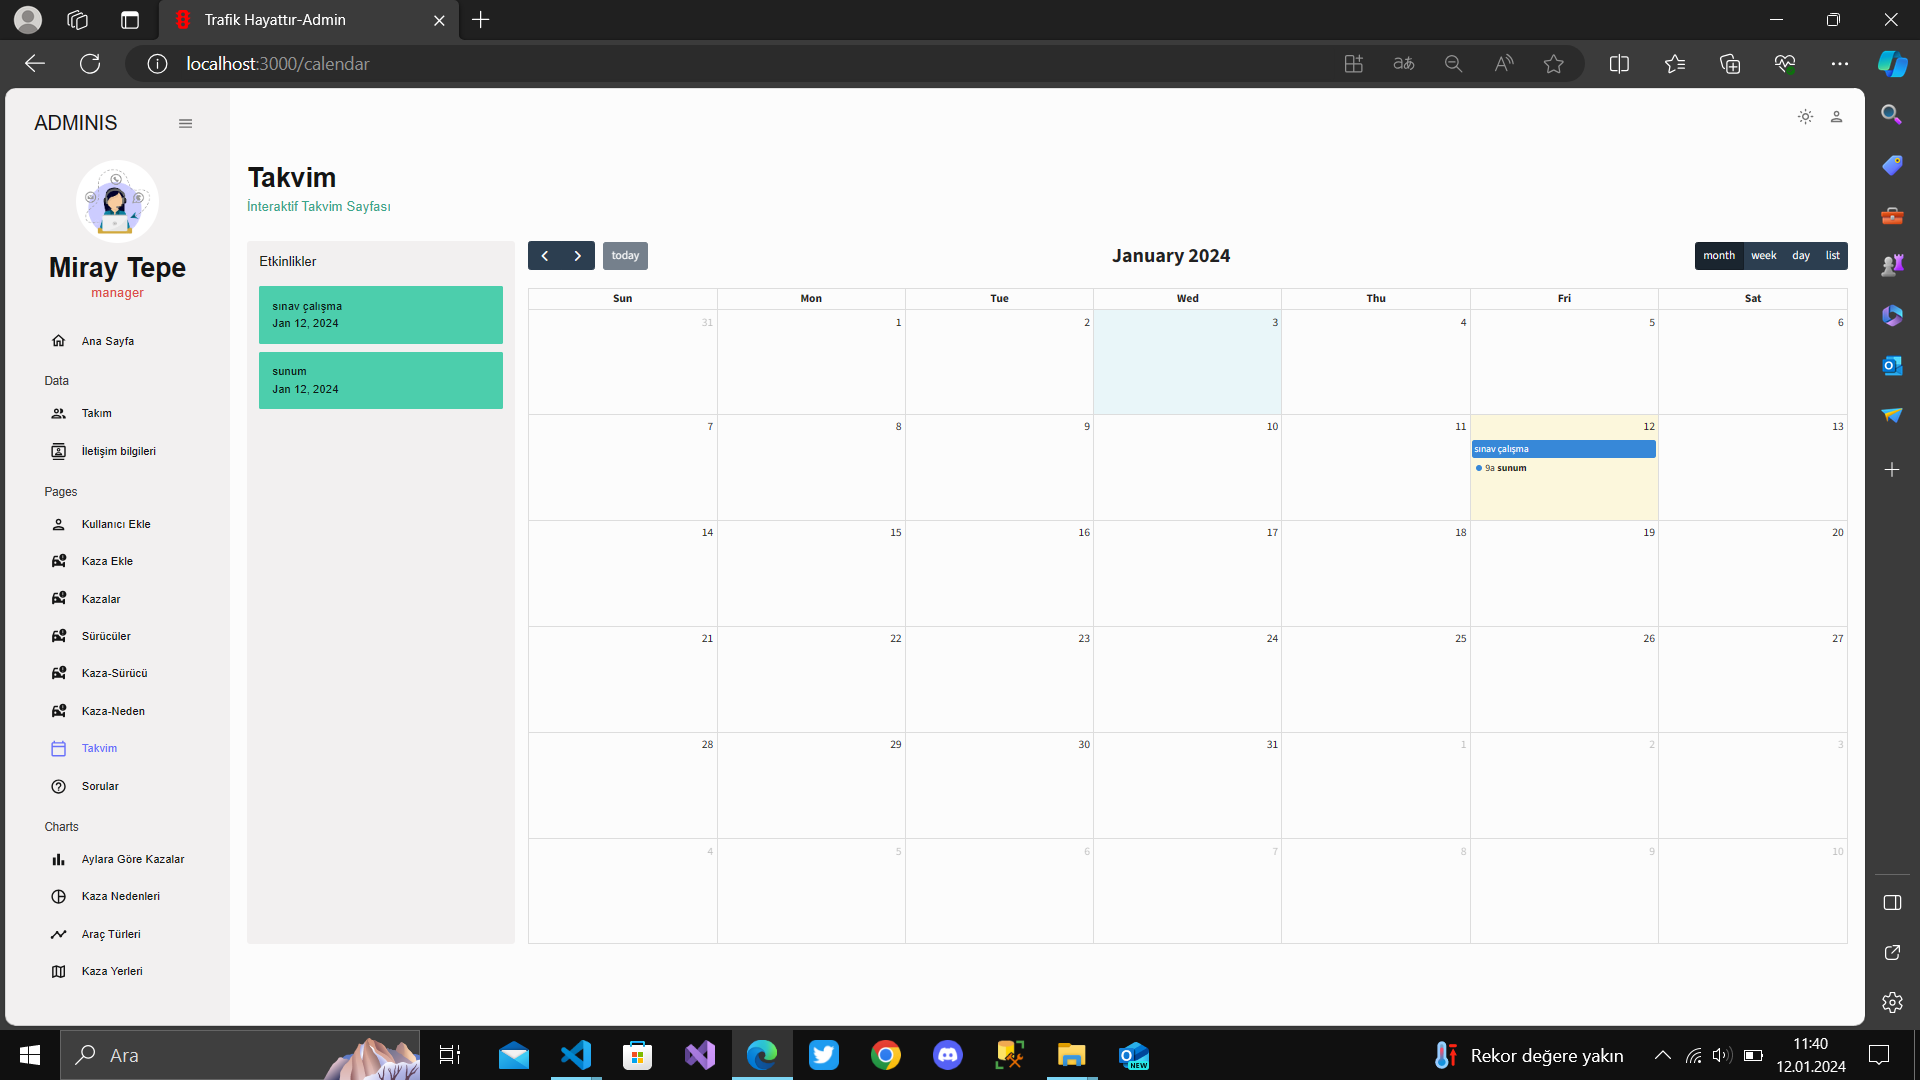 Trafik Hayattır-Admin
localhost:3000/calendar
ADMINIS
Miray Tepe
manager
Ana Sayfa
Data
Takım
İletişim bilgileri
Pages
Kullanıcı Ekle
Kaza Ekle
Kazalar
Sürücüler
Kaza-Sürücü
Kaza-Neden
Takvim
Sorular
Charts
Aylara Göre Kazalar
Kaza Nedenleri
Araç Türleri
Kaza Yerleri
Takvim
İnteraktif Takvim Sayfası
Etkinlikler
sınav çalışma
Jan 12, 2024
sunum
Jan 12, 2024
today
January 2024
month week day list
Sun Mon Tue Wed Thu Fri Sat
31 1 2 3 4 5 6
7 8 9 10 11 12 13
sınav çalışma
9a sunum
14 15 16 17 18 19 20
21 22 23 24 25 26 27
28 29 30 31 1 2 3
4 5 6 7 8 9 10
Ara
NEW
Rekor değere yakın
11:40
12.01.2024